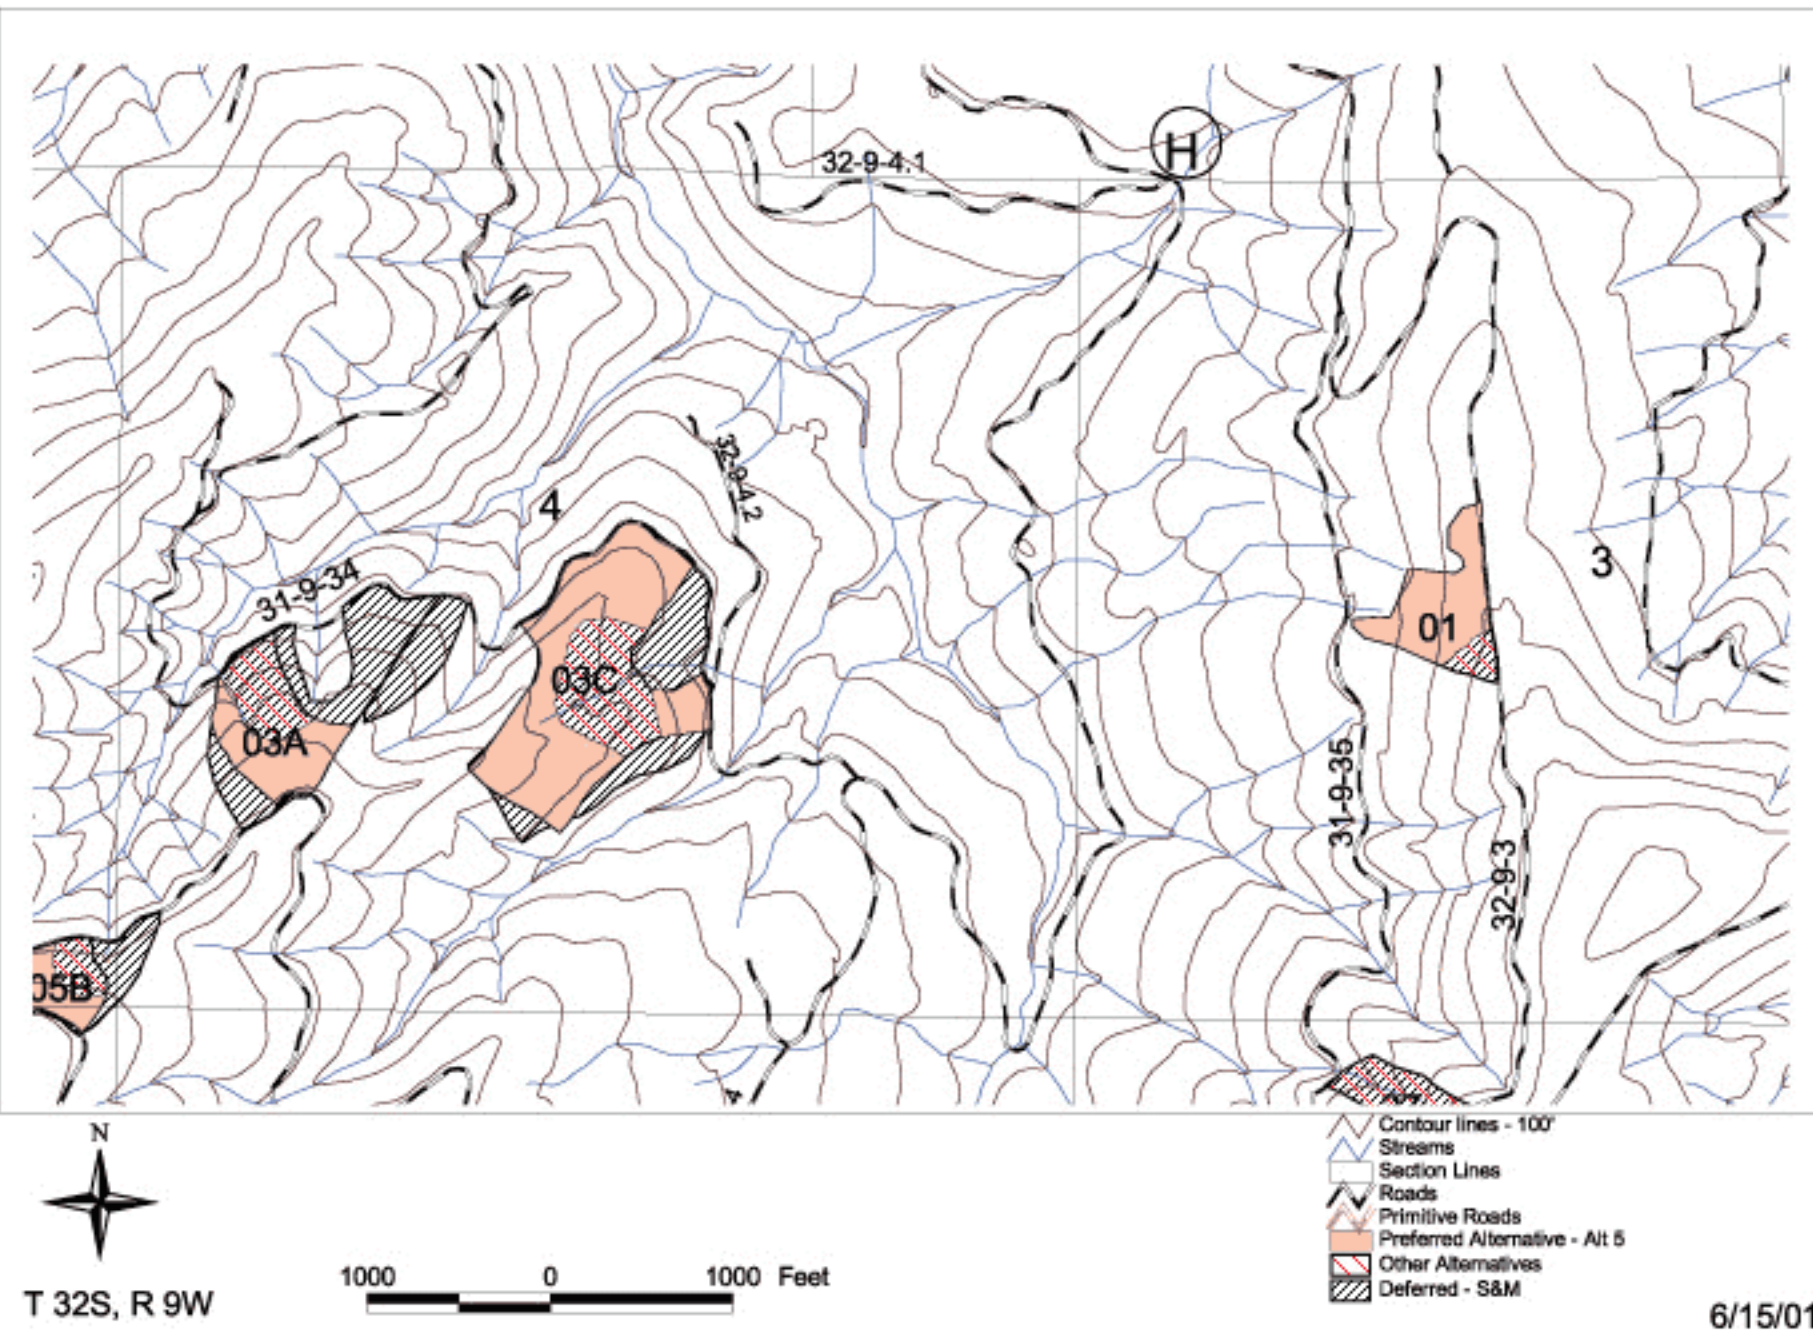 H
32-9-4.1
32-9-4.2
4
3
31-9-34
01
03C
03A
31-9-35
32-9-3
05B
4
Contour lines - 100'
Streams
Section Lines
Roads
Primitive Roads
Preferred Alternative - Alt 5
Other Alternatives
Deferred - S&M
N
1000 0 1000 Feet
T 32S, R 9W
6/15/01